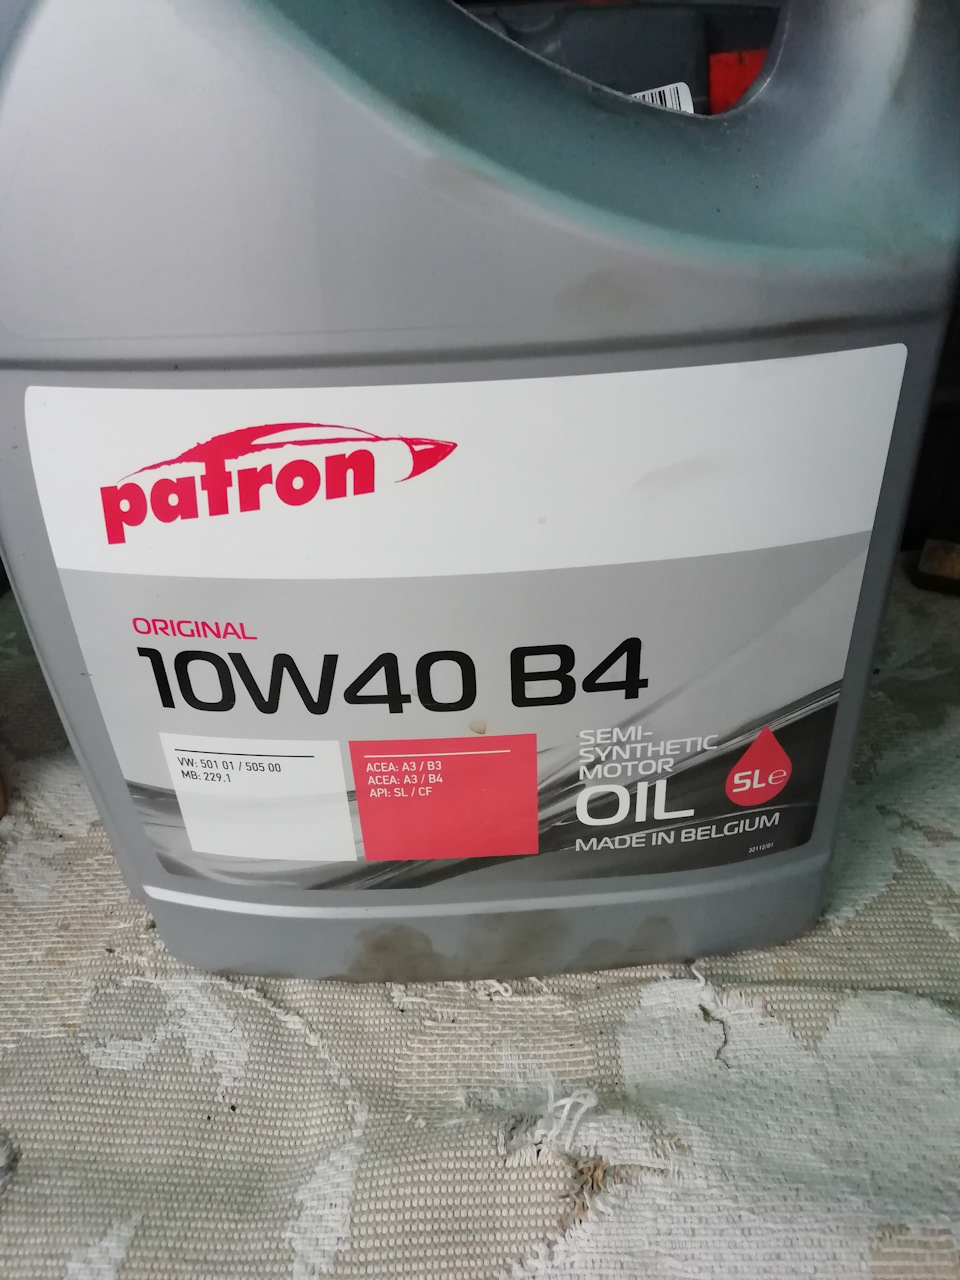 patron
ORIGINAL
10W40 B4
VW: 501 01 / 505 00
MB: 229.1
ACEA: A3 / B3
ACEA: A3 / B4
API: SL / CF
SEMI-
SYNTHETIC
MOTOR
OIL
MADE IN BELGIUM
5L℮
32112/01